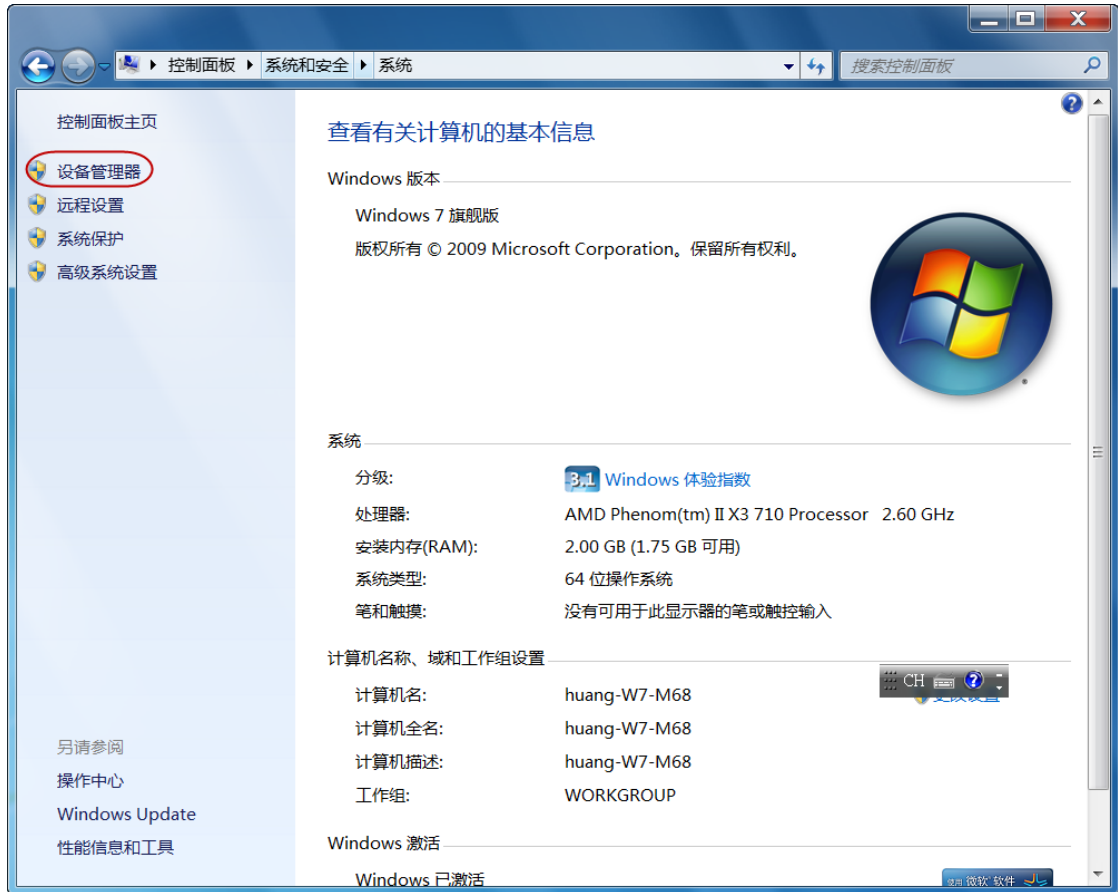 控制面板 系统和安全 系统
搜索控制面板
控制面板主页
设备管理器
远程设置
系统保护
高级系统设置
另请参阅
操作中心
Windows Update
性能信息和工具
查看有关计算机的基本信息
Windows 版本
Windows 7 旗舰版
版权所有 © 2009 Microsoft Corporation。保留所有权利。
系统
分级: 3.1 Windows 体验指数
处理器: AMD Phenom(tm) II X3 710 Processor 2.60 GHz
安装内存(RAM): 2.00 GB (1.75 GB 可用)
系统类型: 64 位操作系统
笔和触摸: 没有可用于此显示器的笔或触控输入
计算机名称、域和工作组设置
CH
计算机名: huang-W7-M68 更改设置
计算机全名: huang-W7-M68
计算机描述: huang-W7-M68
工作组: WORKGROUP
Windows 激活
Windows 已激活
使用 微软 软件